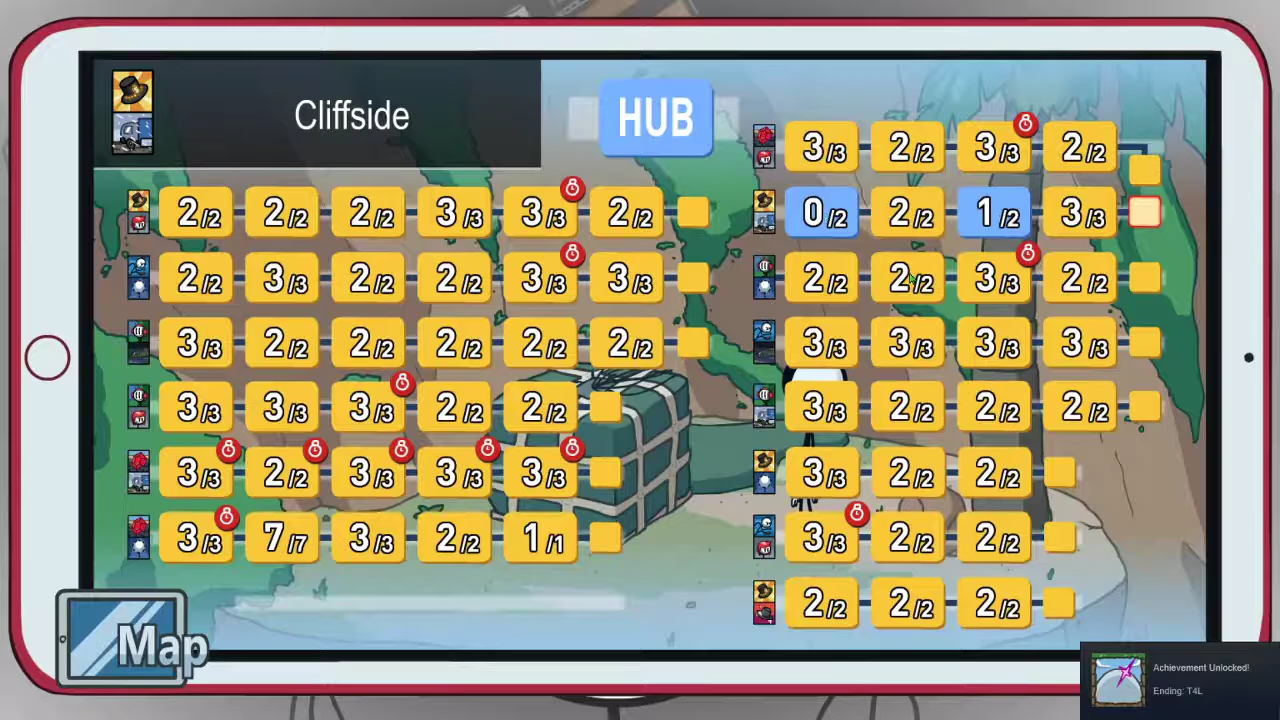 Cliffside
HUB
3/3 2/2 3/3 2/2
2/2 2/2 2/2 3/3 3/3 2/2
0/2 2/2 1/2 3/3
2/2 3/3 2/2 2/2 3/3 3/3
2/2 2/2 3/3 2/2
3/3 2/2 2/2 2/2 2/2 2/2
3/3 3/3 3/3 3/3
3/3 3/3 3/3 2/2 2/2
3/3 2/2 2/2 2/2
3/3 2/2 3/3 3/3 3/3
3/3 2/2 2/2
3/3 7/7 3/3 2/2 1/1
3/3 2/2 2/2
2/2 2/2 2/2
Map
Achievement Unlocked!
Ending: T4L